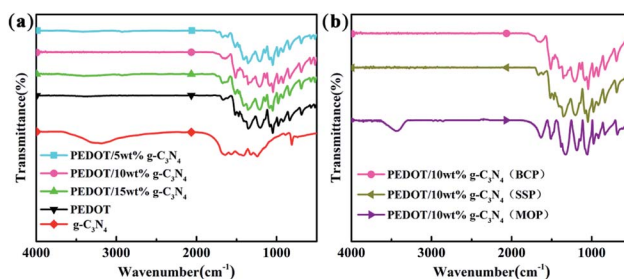 (a)
Transmittance(%)
PEDOT/5wt% g-C₃N₄
PEDOT/10wt% g-C₃N₄
PEDOT/15wt% g-C₃N₄
PEDOT
g-C₃N₄
4000 3000 2000 1000
Wavenumber(cm⁻¹)
(b)
Transmittance(%)
PEDOT/10wt% g-C₃N₄（BCP）
PEDOT/10wt% g-C₃N₄（SSP）
PEDOT/10wt% g-C₃N₄（MOP）
4000 3000 2000 1000
Wavenumber(cm⁻¹)